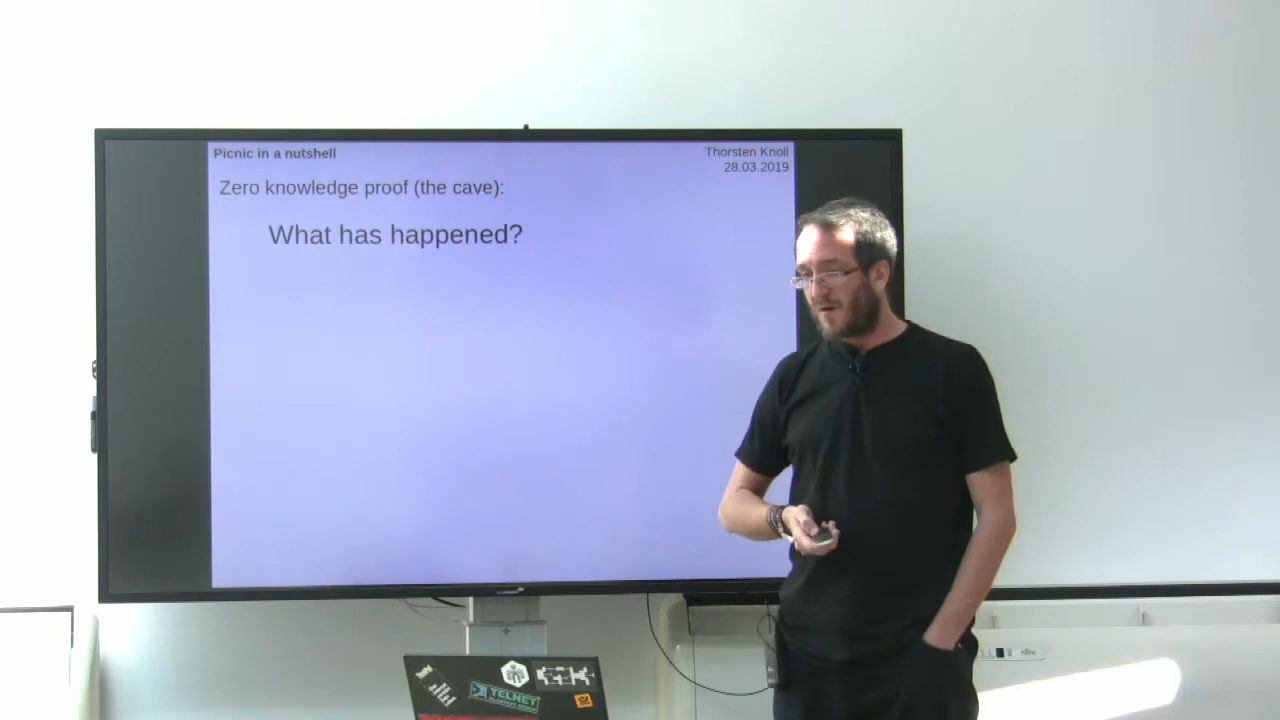 Picnic in a nutshell
Thorsten Knoll
28.03.2019
Zero knowledge proof (the cave):
What has happened?
TELNET